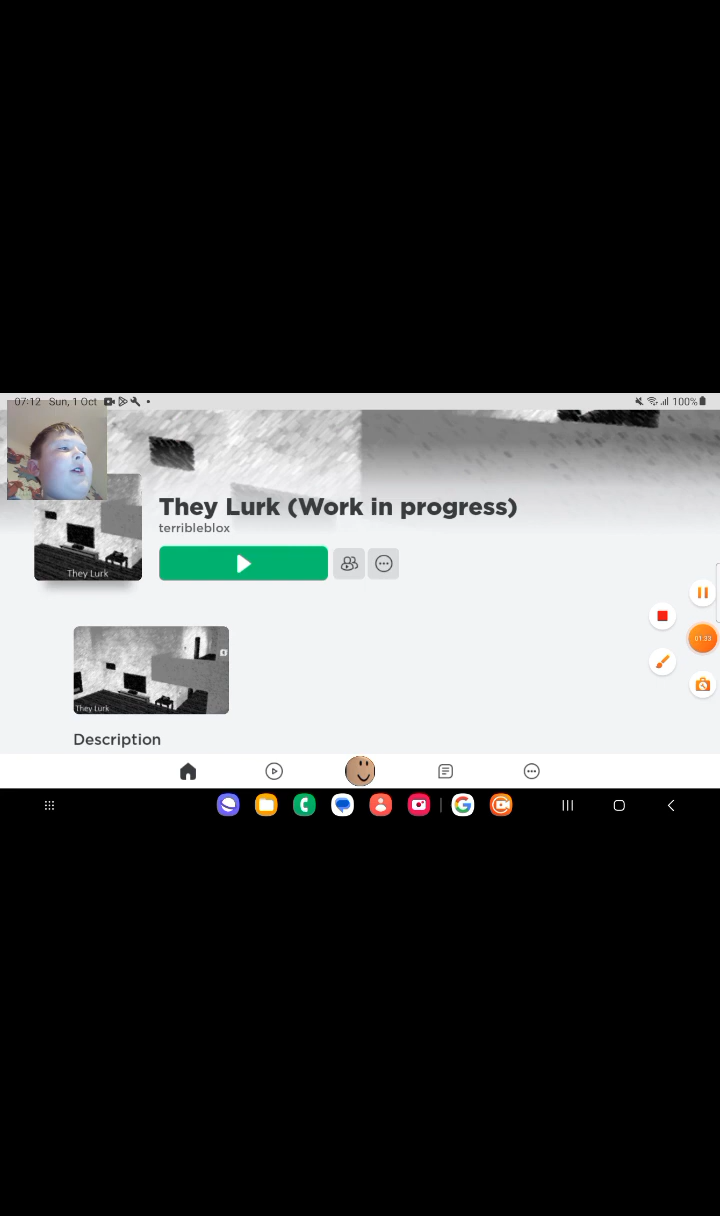 07:12 Sun, 1 Oct
100%
They Lurk (Work in progress)
terribleblox
They Lurk
They Lurk
01:33
Description